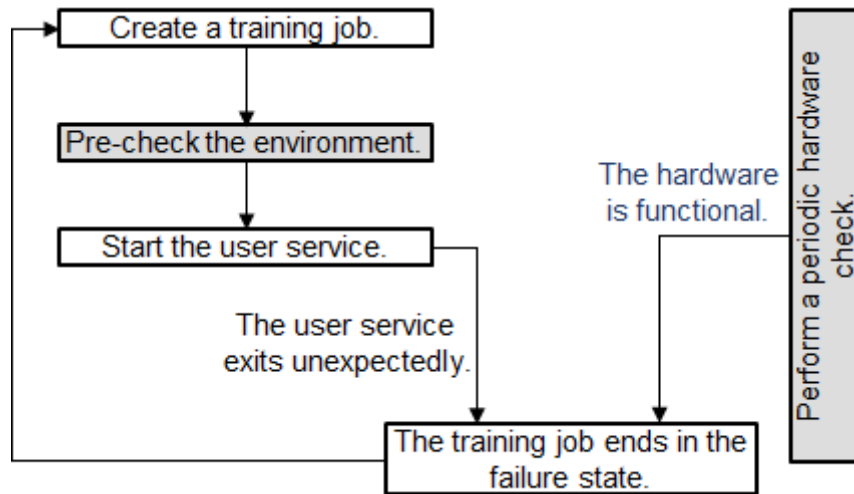 Create a training job.
Pre-check the environment.
Start the user service.
The user service
exits unexpectedly.
The hardware
is functional.
Perform a periodic hardware
check.
The training job ends in the
failure state.